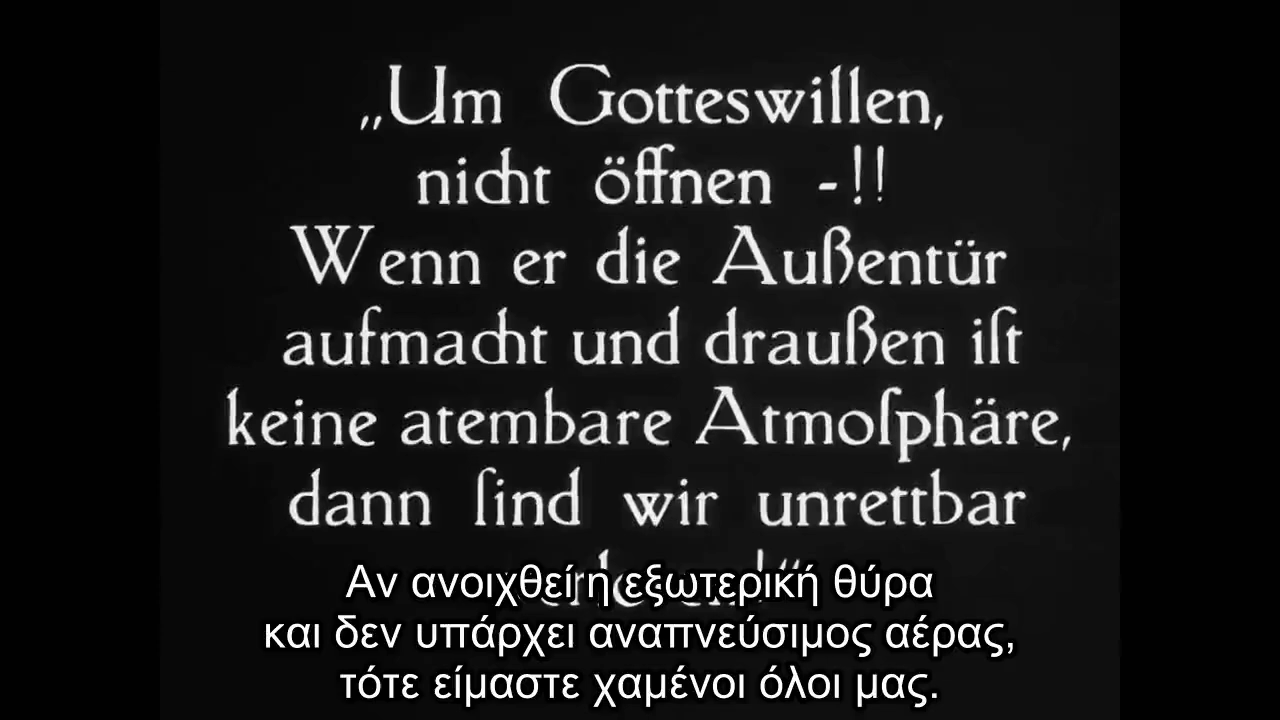 „Um Gotteswillen,
nicht öffnen -!!
Wenn er die Außentür
aufmacht und draußen iſt
keine atembare Atmoſphäre,
dann ſind wir unrettbar
Αν ανοιχθεί η εξωτερική θύρα
και δεν υπάρχει αναπνεύσιμος αέρας,
τότε είμαστε χαμένοι όλοι μας.